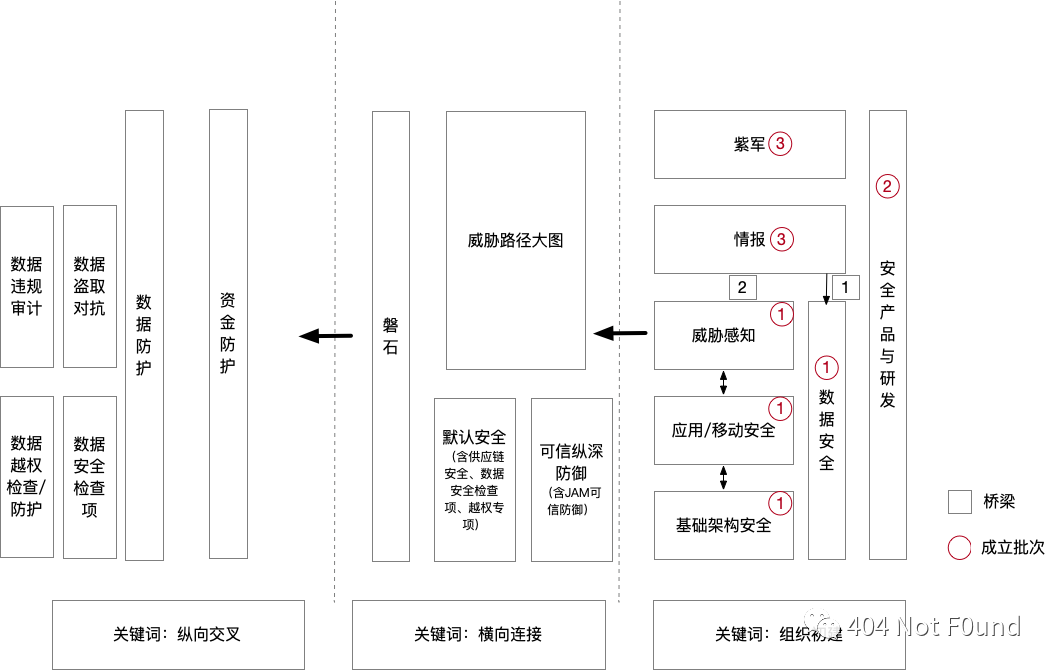 数据
违规
审计
数据
盗取
对抗
数据
越权
检查/
防护
数据
安全
检查
项
数
据
防
护
资
金
防
护
关键词：纵向交叉
磐
石
威胁路径大图
默认安全
（含供应链
安全、数据
安全检查
项、越权专
项）
可信纵深
防御
（含JAM可
信防御）
关键词：横向连接
紫军 3
情报 3
2
1
威胁感知
1
应用/移动安全
1
基础架构安全
1
1
数
据
安
全
2
安
全
产
品
与
研
发
关键词：组织初建
桥梁
成立批次
404 Not F0und